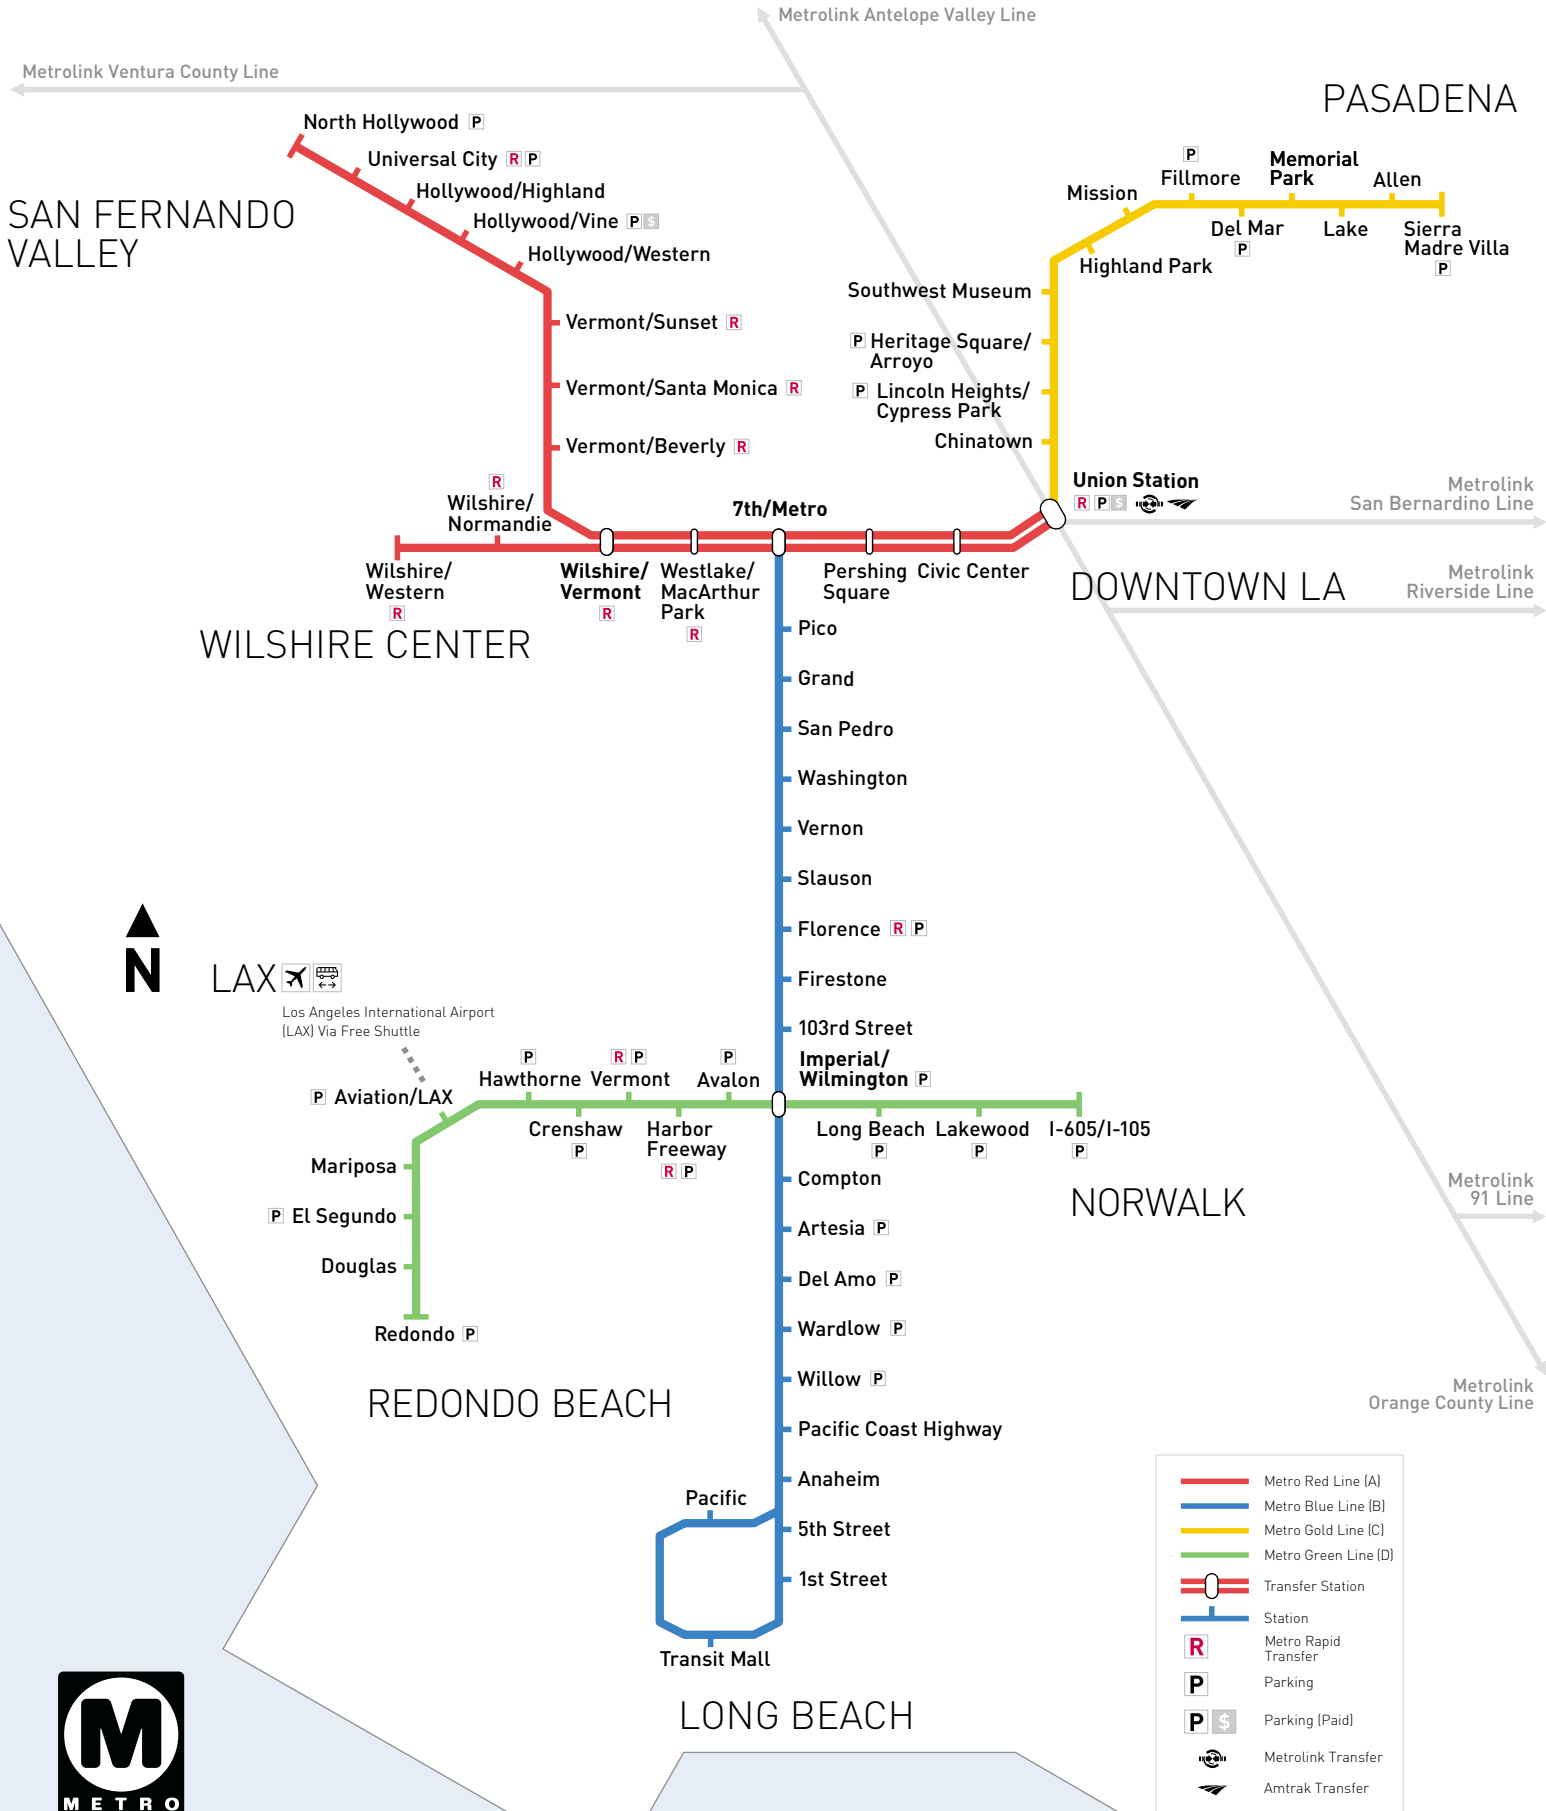 Metrolink Antelope Valley Line
Metrolink Ventura County Line
PASADENA
North Hollywood P
Universal City R P
Hollywood/Highland
Hollywood/Vine P $
Hollywood/Western
SAN FERNANDO
VALLEY
P
Fillmore
Memorial
Park
Allen
Mission
Del Mar
P
Lake
Sierra
Madre Villa
P
Highland Park
Southwest Museum
P Heritage Square/
Arroyo
P Lincoln Heights/
Cypress Park
Chinatown
Vermont/Sunset R
Vermont/Santa Monica R
Vermont/Beverly R
R
Wilshire/
Normandie
7th/Metro
Union Station
R P $
Metrolink
San Bernardino Line
Wilshire/
Western
R
Wilshire/
Vermont
R
Westlake/
MacArthur
Park
R
Pershing
Square
Civic Center
DOWNTOWN LA
Metrolink
Riverside Line
WILSHIRE CENTER
Pico
Grand
San Pedro
Washington
Vernon
Slauson
Florence R P
Firestone
103rd Street
N
LAX
Los Angeles International Airport
(LAX) Via Free Shuttle
Imperial/
Wilmington P
P
Hawthorne
R P
Vermont
P
Avalon
P Aviation/LAX
Crenshaw
P
Harbor
Freeway
R P
Long Beach
P
Lakewood
P
I-605/I-105
P
Mariposa
P El Segundo
Douglas
Redondo P
NORWALK
Metrolink
91 Line
Compton
Artesia P
Del Amo P
Wardlow P
Willow P
Pacific Coast Highway
Anaheim
5th Street
1st Street
REDONDO BEACH
Metrolink
Orange County Line
Pacific
Transit Mall
LONG BEACH
Metro Red Line (A)
Metro Blue Line (B)
Metro Gold Line (C)
Metro Green Line (D)
Transfer Station
Station
R Metro Rapid
Transfer
P Parking
P $ Parking (Paid)
Metrolink Transfer
Amtrak Transfer
M
METRO